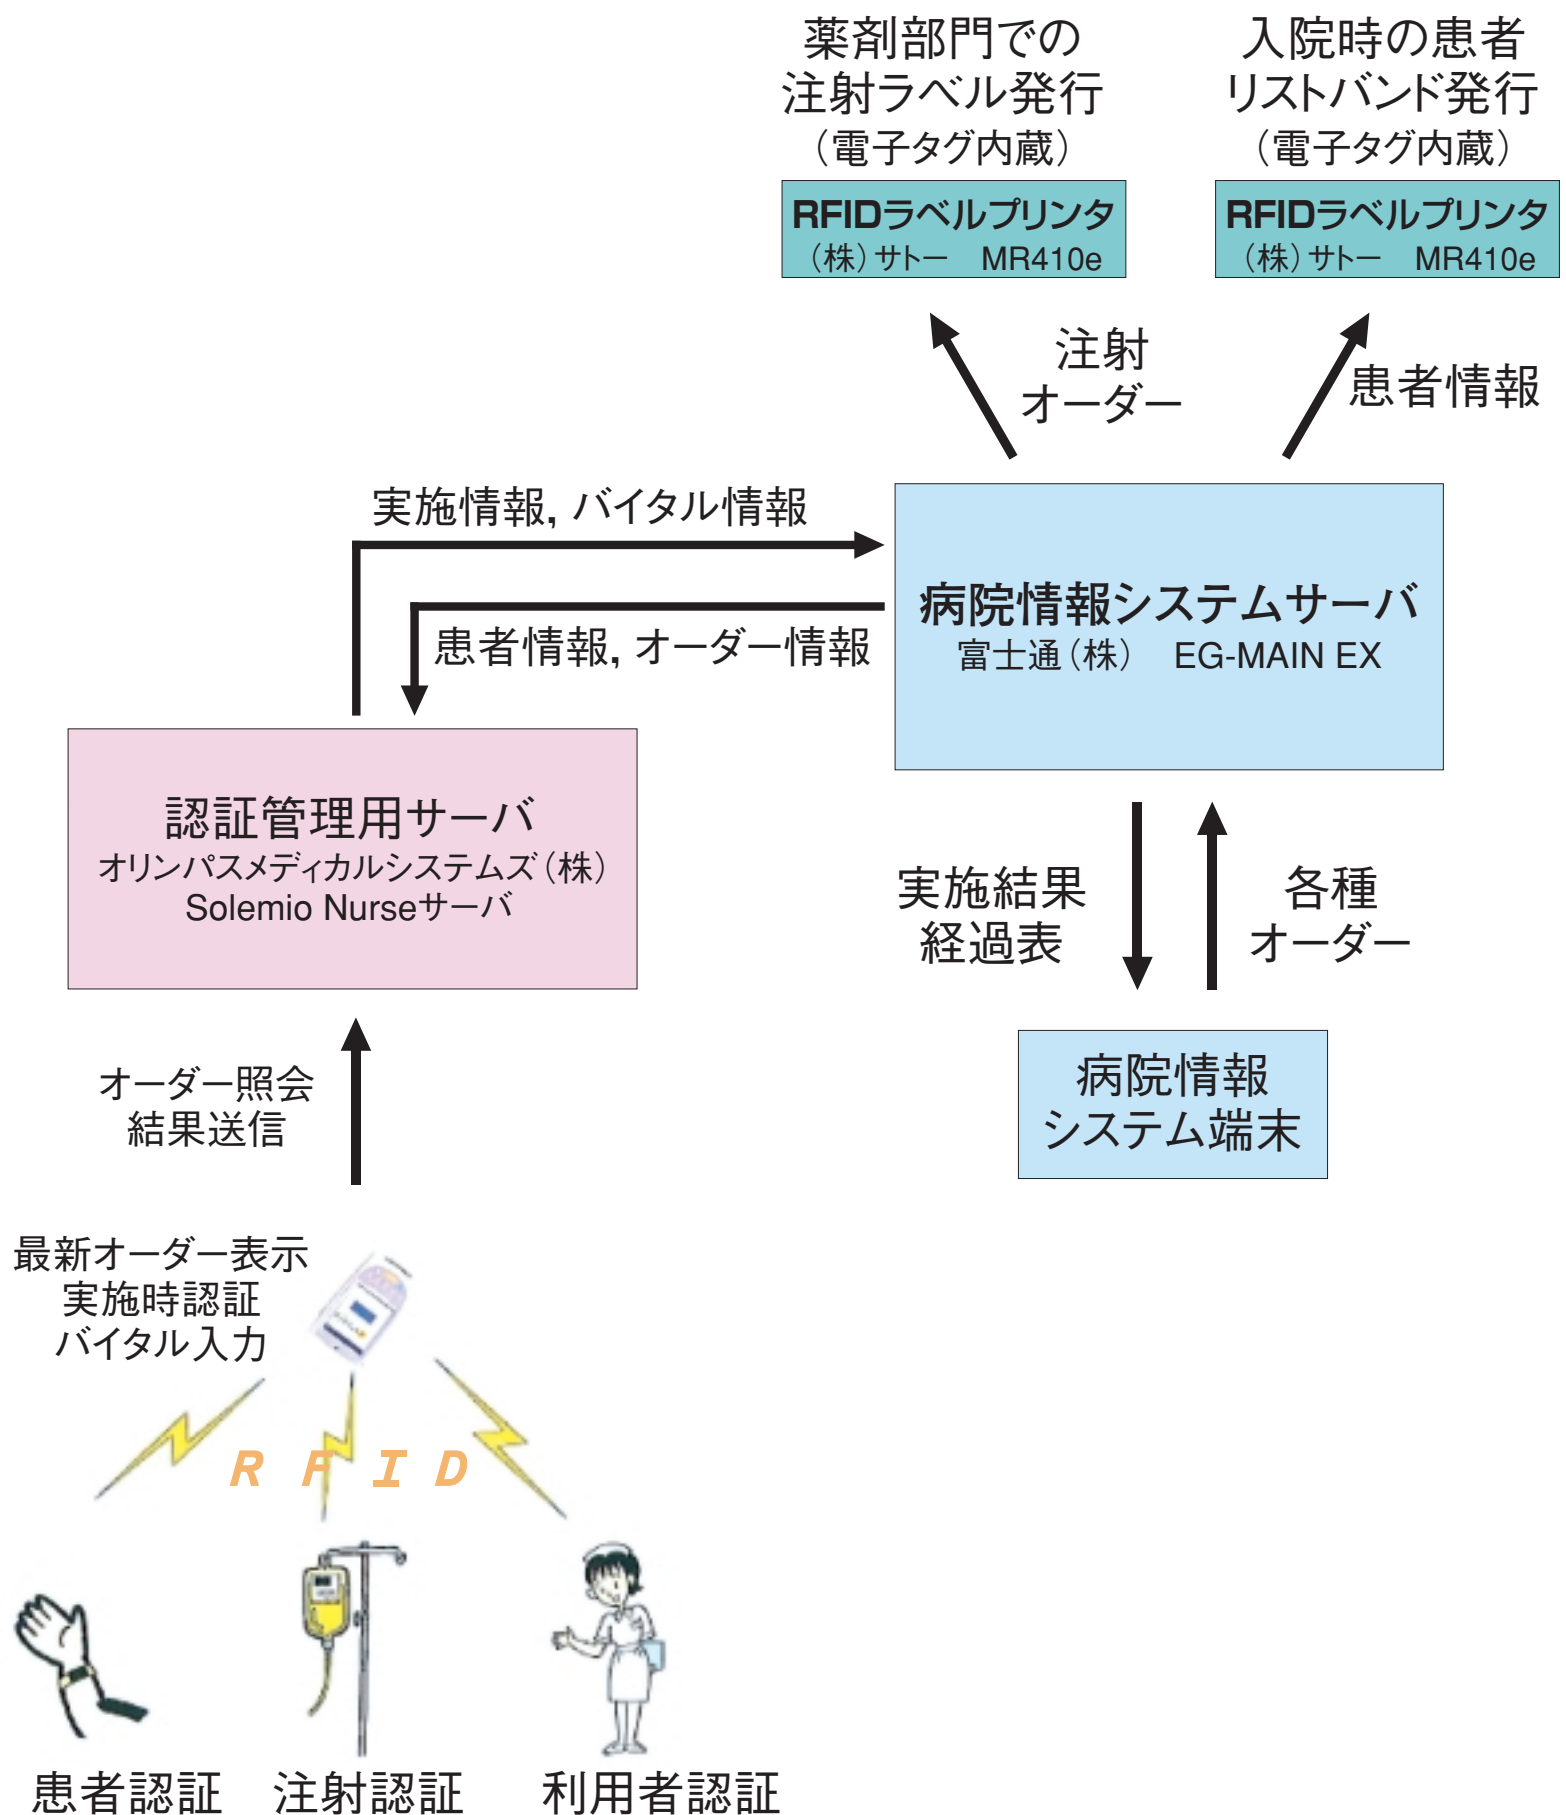 薬剤部門での
注射ラベル発行
（電子タグ内蔵）
RFIDラベルプリンタ
（株）サトー　MR410e
入院時の患者
リストバンド発行
（電子タグ内蔵）
RFIDラベルプリンタ
（株）サトー　MR410e
注射
オーダー
患者情報
実施情報, バイタル情報
患者情報, オーダー情報
病院情報システムサーバ
富士通（株）　EG-MAIN EX
認証管理用サーバ
オリンパスメディカルシステムズ（株）
Solemio Nurseサーバ
実施結果
経過表
各種
オーダー
病院情報
システム端末
オーダー照会
結果送信
最新オーダー表示
実施時認証
バイタル入力
RFID
患者認証
注射認証
利用者認証